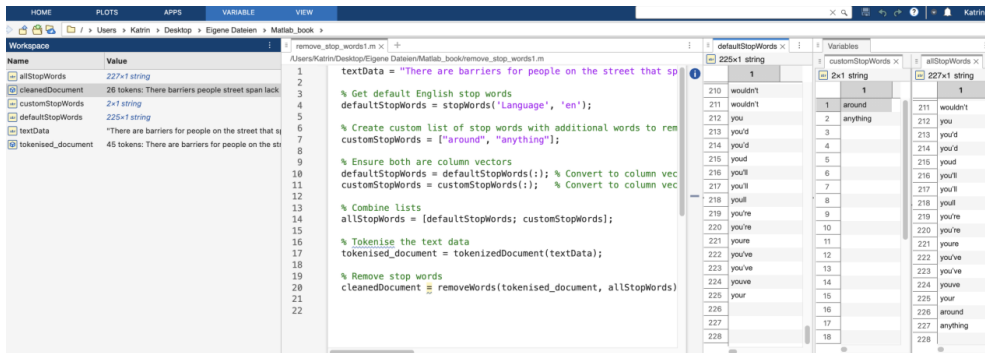 HOME PLOTS APPS VARIABLE VIEW Katrin
/ › Users › Katrin › Desktop › Eigene Dateien › Matlab_book ›
Workspace
Name Value
allStopWords 227×1 string
cleanedDocument 26 tokens: There barriers people street span lack
customStopWords 2×1 string
defaultStopWords 225×1 string
textData "There are barriers for people on the street that sp
tokenised_document 45 tokens: There are barriers for people on the str
remove_stop_words1.m × +
/Users/Katrin/Desktop/Eigene Dateien/Matlab_book/remove_stop_words1.m
1 textData = "There are barriers for people on the street that sp
2
3 % Get default English stop words
4 defaultStopWords = stopWords('Language', 'en');
5
6 % Create custom list of stop words with additional words to rem
7 customStopWords = ["around", "anything"];
8
9 % Ensure both are column vectors
10 defaultStopWords = defaultStopWords(:); % Convert to column vec
11 customStopWords = customStopWords(:); % Convert to column vec
12
13 % Combine lists
14 allStopWords = [defaultStopWords; customStopWords];
15
16 % Tokenise the text data
17 tokenised_document = tokenizedDocument(textData);
18
19 % Remove stop words
20 cleanedDocument = removeWords(tokenised_document, allStopWords)
21
22
defaultStopWords ×
225×1 string
1
210 wouldn't
211 wouldn’t
212 you
213 you'd
214 you’d
215 youd
216 you'll
217 you’ll
218 youll
219 you're
220 you’re
221 youre
222 you've
223 you’ve
224 youve
225 your
226
227
228
Variables
customStopWords ×
2×1 string
1
1 around
2 anything
3
4
5
6
7
8
9
10
11
12
13
14
15
16
17
18
allStopWords ×
227×1 string
1
211 wouldn’t
212 you
213 you'd
214 you’d
215 youd
216 you'll
217 you’ll
218 youll
219 you're
220 you’re
221 youre
222 you've
223 you’ve
224 youve
225 your
226 around
227 anything
228